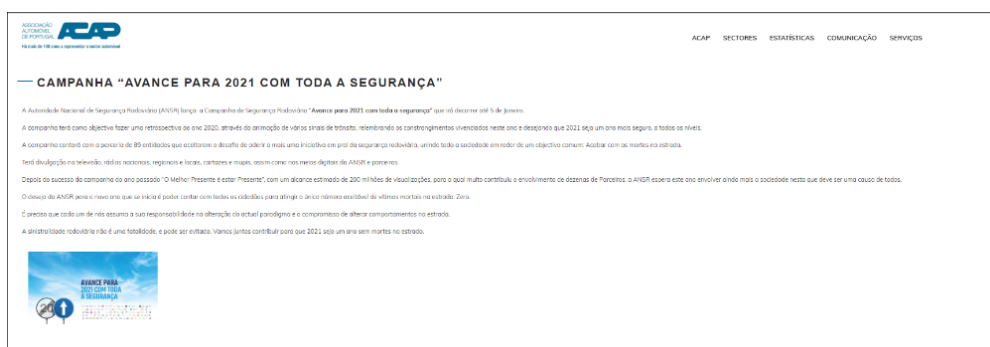 ASSOCIAÇÃO
AUTOMÓVEL
DE PORTUGAL
ACAP
Há mais de 100 anos a representar o sector automóvel
ACAP SECTORES ESTATÍSTICAS COMUNICAÇÃO SERVIÇOS
CAMPANHA “AVANCE PARA 2021 COM TODA A SEGURANÇA”
A Autoridade Nacional de Segurança Rodoviária (ANSR) lança a Campanha de Segurança Rodoviária "Avance para 2021 com toda a segurança" que irá decorrer até 5 de Janeiro.
A campanha terá como objectivo fazer uma retrospectiva ao ano 2020, através da animação de vários sinais de trânsito, relembrando os constrangimentos vivenciados neste ano e desejando que 2021 seja um ano mais seguro, a todos os níveis.
A campanha contará com a parceria de 89 entidades que aceitaram o desafio de aderir a mais uma iniciativa em prol da segurança rodoviária, unindo toda a sociedade em redor de um objectivo comum: Acabar com as mortes na estrada.
Terá divulgação na televisão, rádios nacionais, regionais e locais, cartazes e mupis, assim como nos meios digitais da ANSR e parceiros.
Depois do sucesso da campanha do ano passado "O Melhor Presente é estar Presente", com um alcance estimado de 200 milhões de visualizações, para o qual muito contribuiu o envolvimento de dezenas de Parceiros, a ANSR espera este ano envolver ainda mais a sociedade nesta que deve ser uma causa de todos.
O desejo da ANSR para o novo ano que se inicia é poder contar com todos os cidadãos para atingir o único número aceitável de vítimas mortais na estrada: Zero.
É preciso que cada um de nós assuma a sua responsabilidade na alteração do actual paradigma e o compromisso de alterar comportamentos na estrada.
A sinistralidade rodoviária não é uma fatalidade, e pode ser evitada. Vamos juntos contribuir para que 2021 seja um ano sem mortes na estrada.
AVANCE PARA
2021 COM TODA
A SEGURANÇA
20